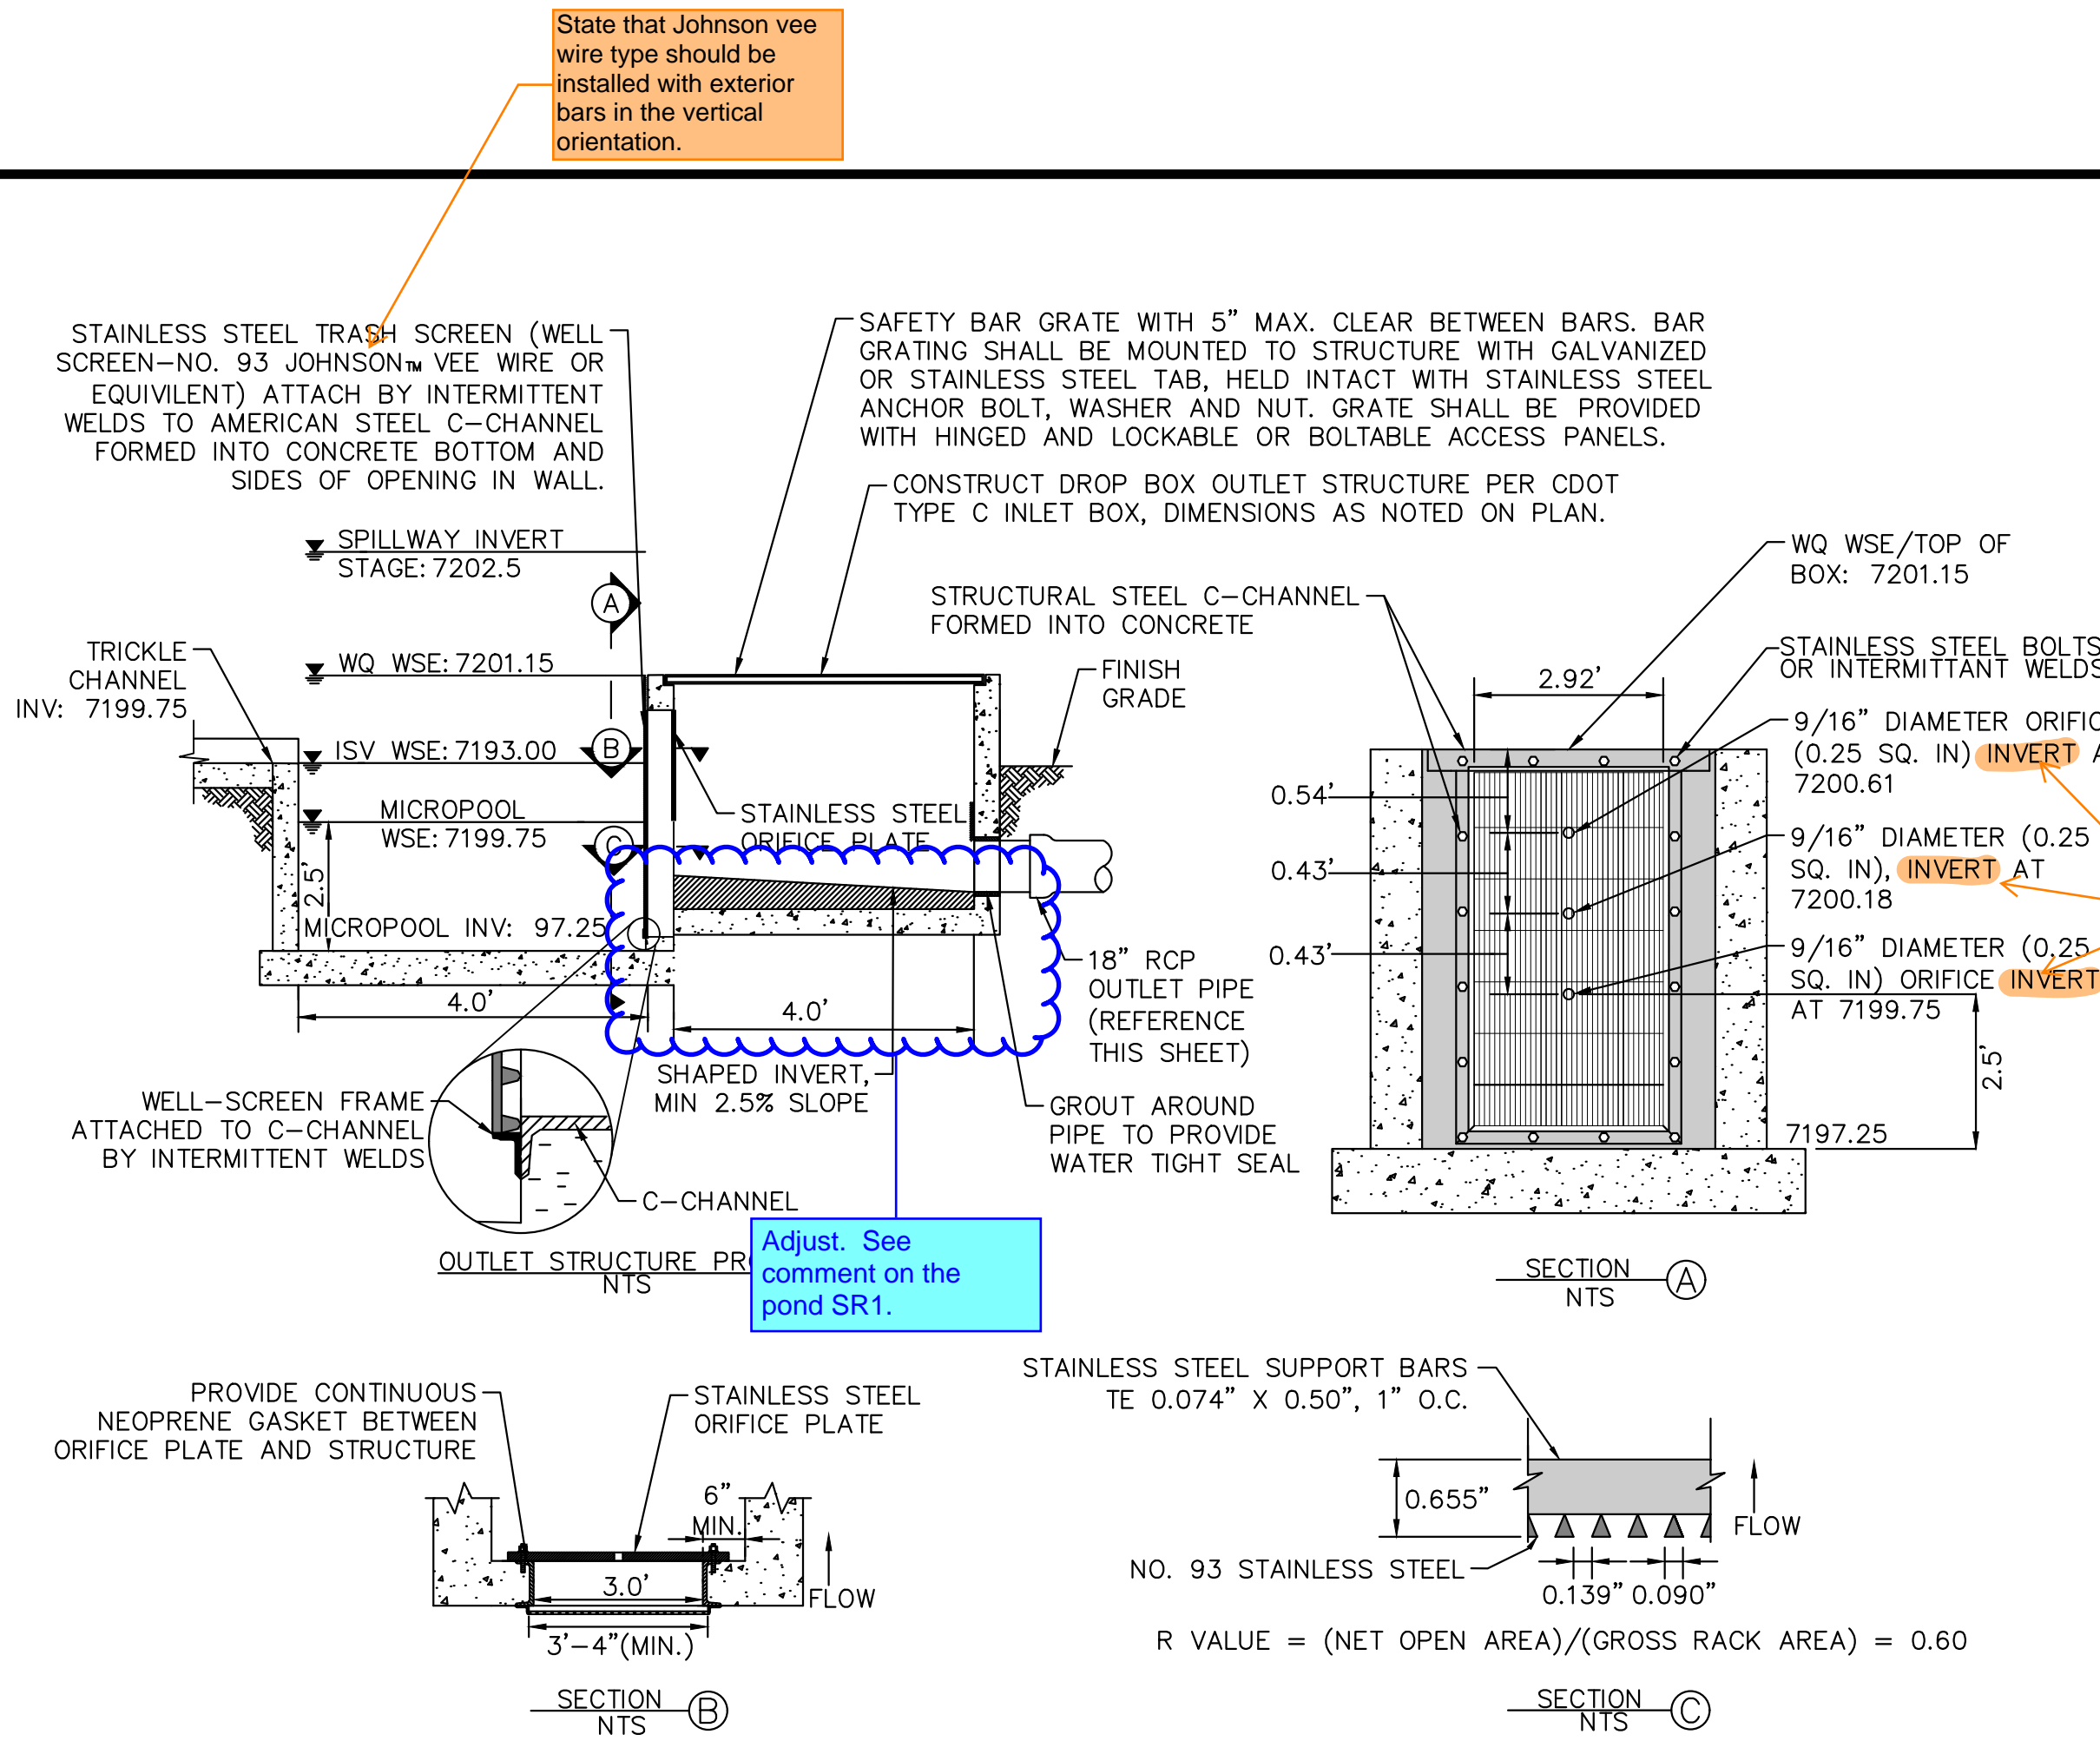 State that Johnson vee
wire type should be
installed with exterior
bars in the vertical
orientation.
STAINLESS STEEL TRASH SCREEN (WELL
SCREEN-NO. 93 JOHNSON™ VEE WIRE OR
EQUIVILENT) ATTACH BY INTERMITTENT
WELDS TO AMERICAN STEEL C-CHANNEL
FORMED INTO CONCRETE BOTTOM AND
SIDES OF OPENING IN WALL.
SAFETY BAR GRATE WITH 5" MAX. CLEAR BETWEEN BARS. BAR
GRATING SHALL BE MOUNTED TO STRUCTURE WITH GALVANIZED
OR STAINLESS STEEL TAB, HELD INTACT WITH STAINLESS STEEL
ANCHOR BOLT, WASHER AND NUT. GRATE SHALL BE PROVIDED
WITH HINGED AND LOCKABLE OR BOLTABLE ACCESS PANELS.
CONSTRUCT DROP BOX OUTLET STRUCTURE PER CDOT
TYPE C INLET BOX, DIMENSIONS AS NOTED ON PLAN.
SPILLWAY INVERT
STAGE: 7202.5
A
STRUCTURAL STEEL C-CHANNEL
FORMED INTO CONCRETE
TRICKLE
CHANNEL
INV: 7199.75
WQ WSE: 7201.15
FINISH
GRADE
ISV WSE: 7193.00
B
MICROPOOL
WSE: 7199.75
C
STAINLESS STEEL
ORIFICE PLATE
2.5'
MICROPOOL INV: 97.25
4.0'
4.0'
18" RCP
OUTLET PIPE
(REFERENCE
THIS SHEET)
SHAPED INVERT,
MIN 2.5% SLOPE
GROUT AROUND
PIPE TO PROVIDE
WATER TIGHT SEAL
WELL-SCREEN FRAME
ATTACHED TO C-CHANNEL
BY INTERMITTENT WELDS
C-CHANNEL
OUTLET STRUCTURE
NTS
Adjust. See
comment on the
pond SR1.
WQ WSE/TOP OF
BOX: 7201.15
STAINLESS STEEL BOLTS
OR INTERMITTANT WELDS
2.92'
9/16" DIAMETER
(0.25 SQ. IN) INVERT
7200.61
0.54'
9/16" DIAMETER (0.25
SQ. IN), INVERT AT
7200.18
0.43'
9/16" DIAMETER (0.25
SQ. IN) ORIFICE INVERT
AT 7199.75
0.43'
2.5'
7197.25
SECTION A
NTS
PROVIDE CONTINUOUS
NEOPRENE GASKET BETWEEN
ORIFICE PLATE AND STRUCTURE
STAINLESS STEEL
ORIFICE PLATE
6"
MIN.
3.0'
FLOW
3'-4"(MIN.)
SECTION B
NTS
STAINLESS STEEL SUPPORT BARS
TE 0.074" X 0.50", 1" O.C.
0.655"
FLOW
NO. 93 STAINLESS STEEL
0.139" 0.090"
R VALUE = (NET OPEN AREA)/(GROSS RACK AREA) = 0.60
SECTION C
NTS